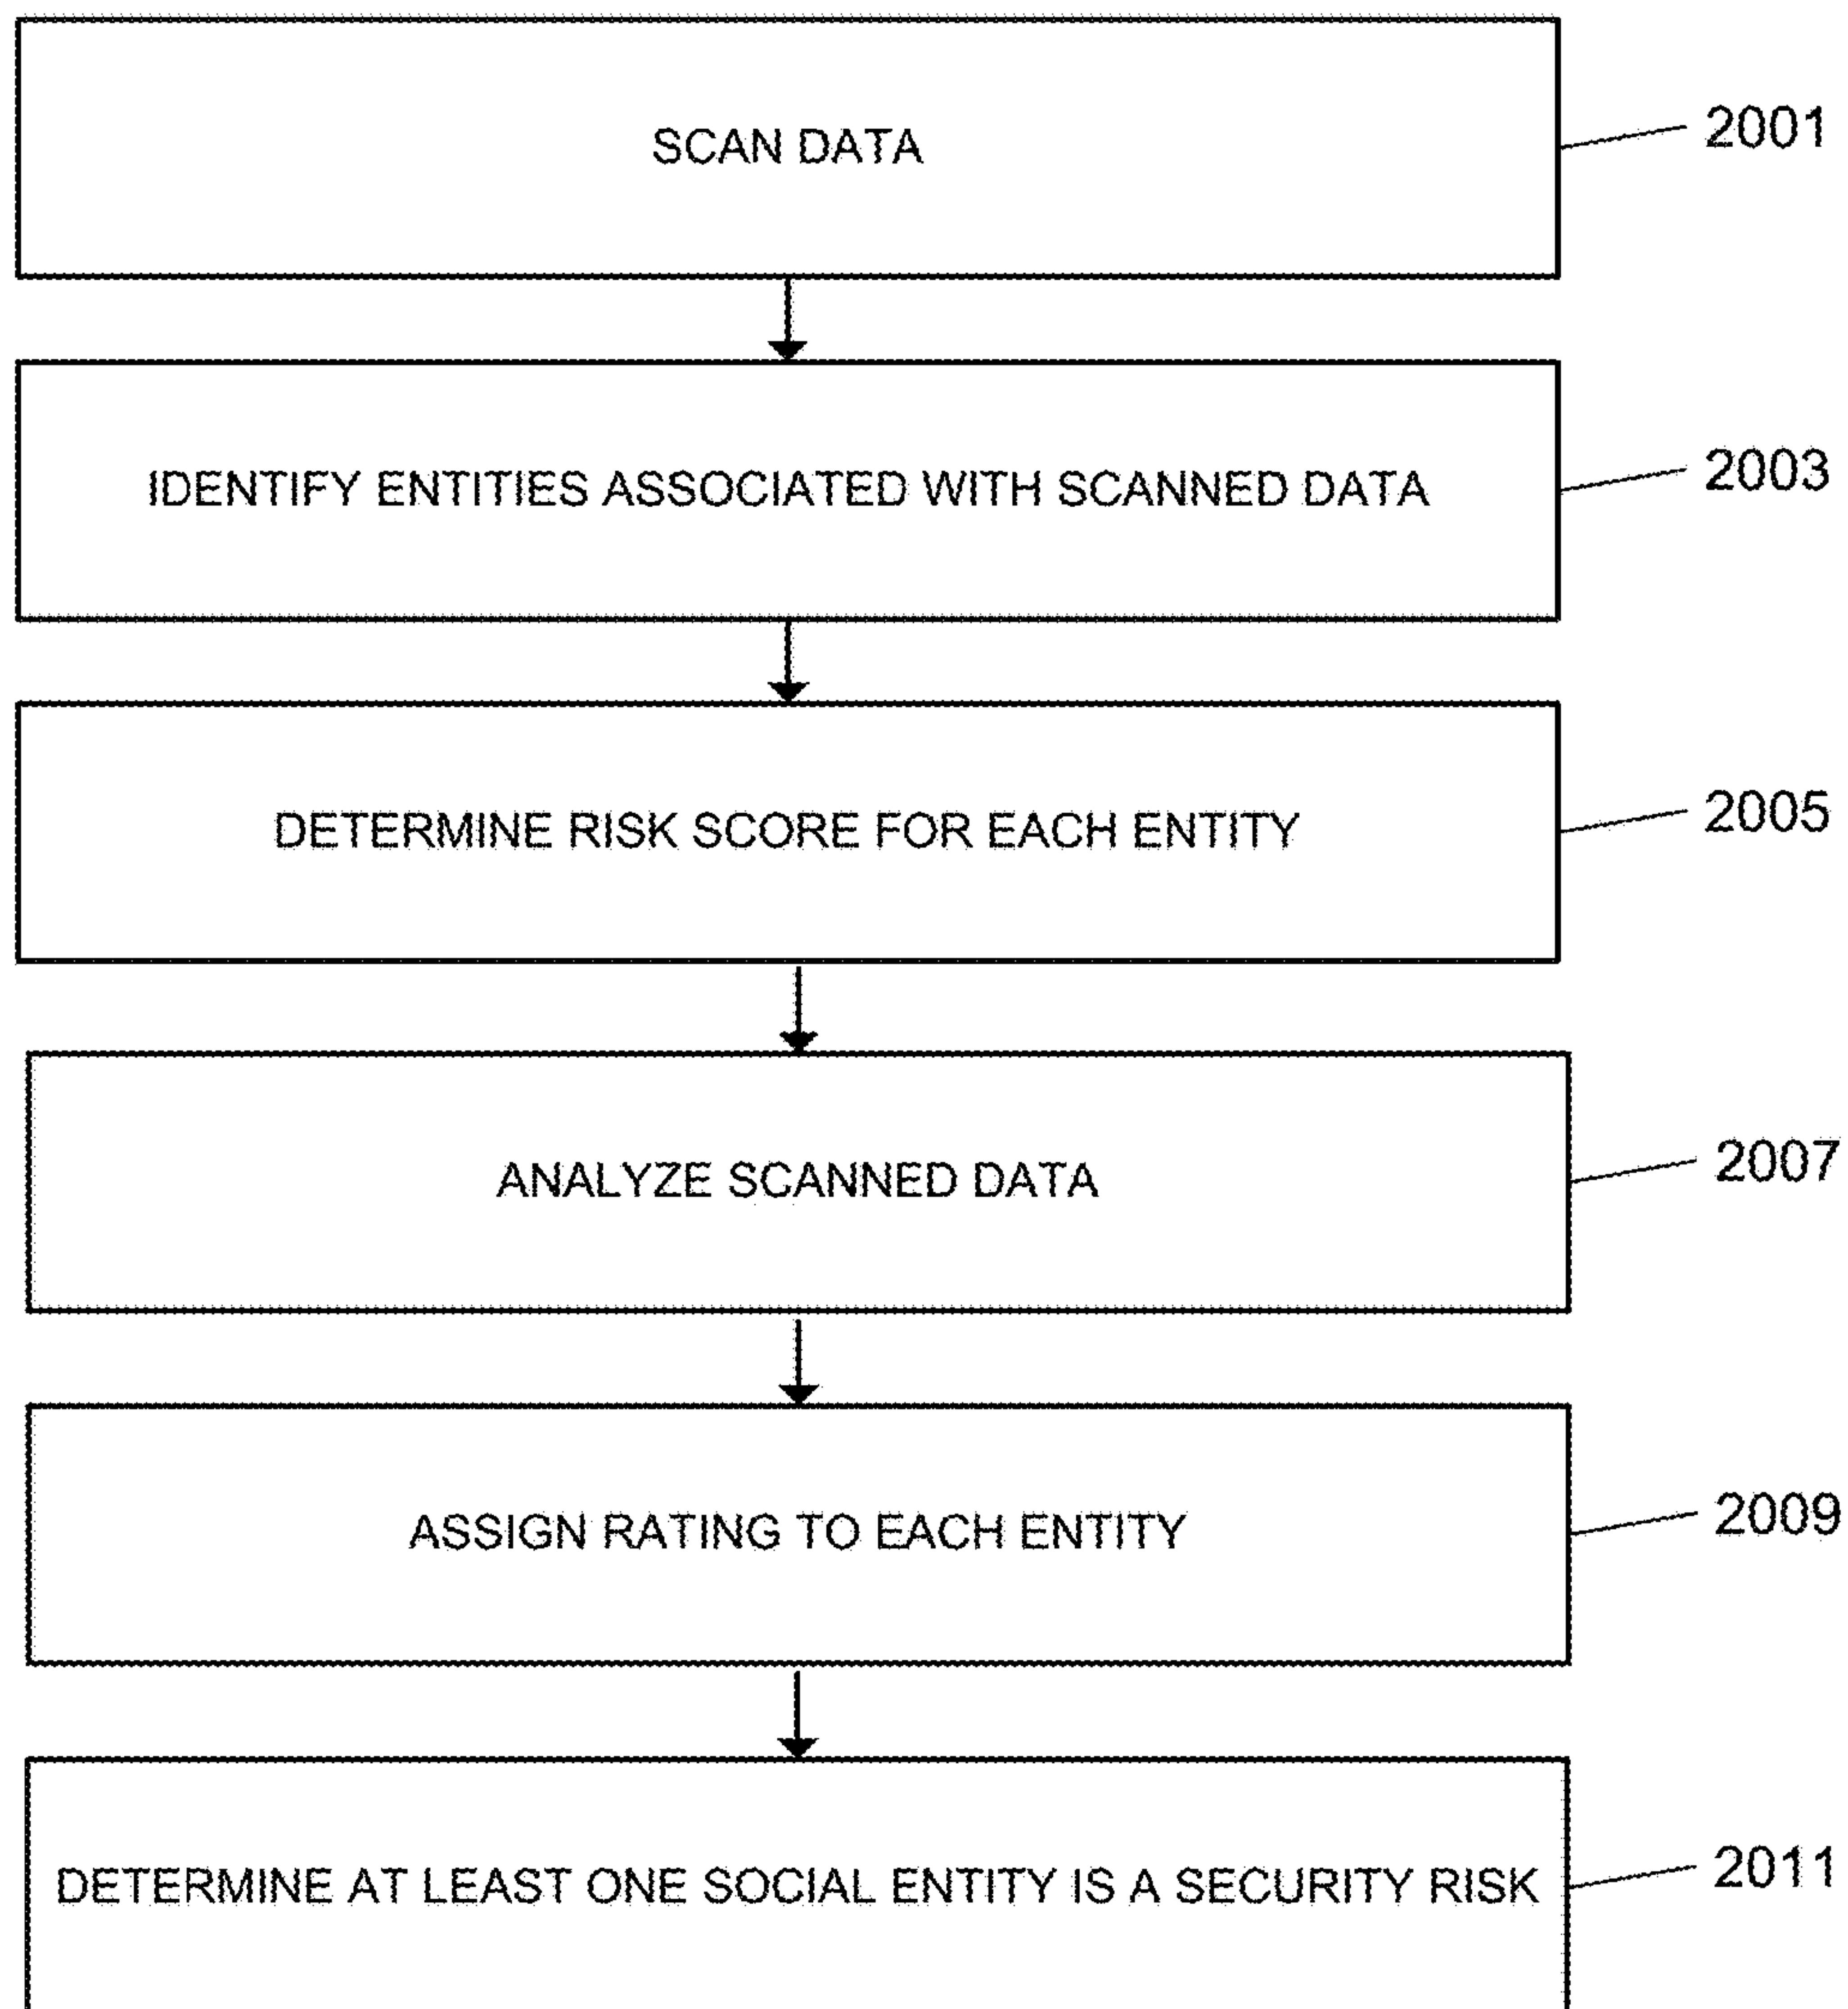 SCAN DATA
2001
IDENTIFY ENTITIES ASSOCIATED WITH SCANNED DATA
2003
DETERMINE RISK SCORE FOR EACH ENTITY
2005
ANALYZE SCANNED DATA
2007
ASSIGN RATING TO EACH ENTITY
2009
DETERMINE AT LEAST ONE SOCIAL ENTITY IS A SECURITY RISK
2011